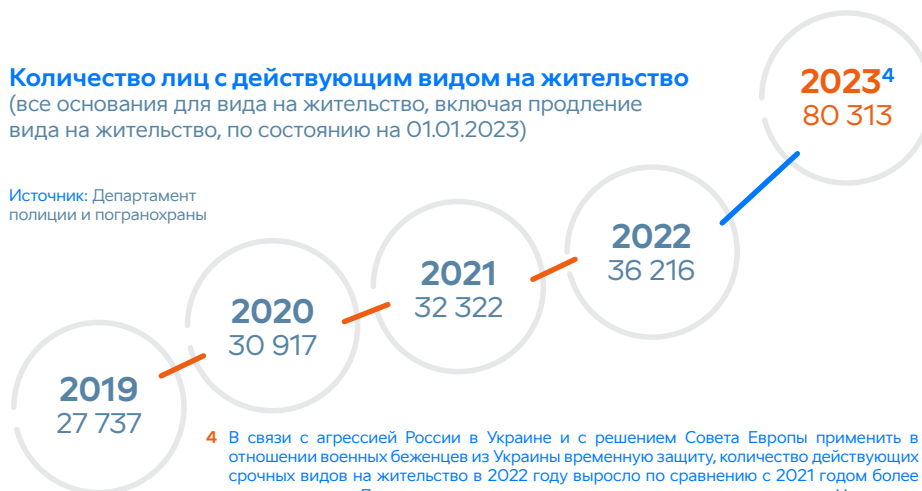 Количество лиц с действующим видом на жительство
(все основания для вида на жительство, включая продление
вида на жительство, по состоянию на 01.01.2023)
Источник: Департамент
полиции и погранохраны
2019
27 737
2020
30 917
2021
32 322
2022
36 216
2023⁴
80 313
4 В связи с агрессией России в Украине и с решением Совета Европы применить в
отношении военных беженцев из Украины временную защиту, количество действующих
срочных видов на жительство в 2022 году выросло по сравнению с 2021 годом более